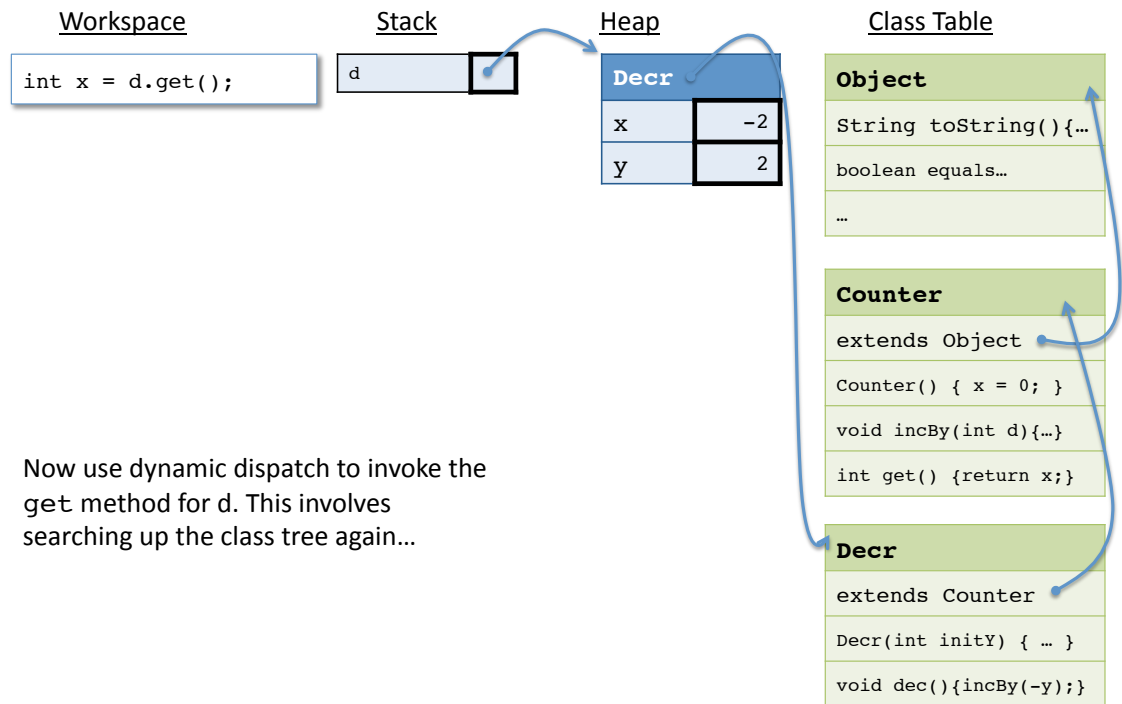 Workspace
Stack
Heap
Class Table
int x = d.get();
d
Decr
x -2
y 2
Object
String toString(){…
boolean equals…
…
Counter
extends Object
Counter() { x = 0; }
void incBy(int d){…}
int get() {return x;}
Decr
extends Counter
Decr(int initY) { … }
void dec(){incBy(-y);}
Now use dynamic dispatch to invoke the
get method for d. This involves
searching up the class tree again…